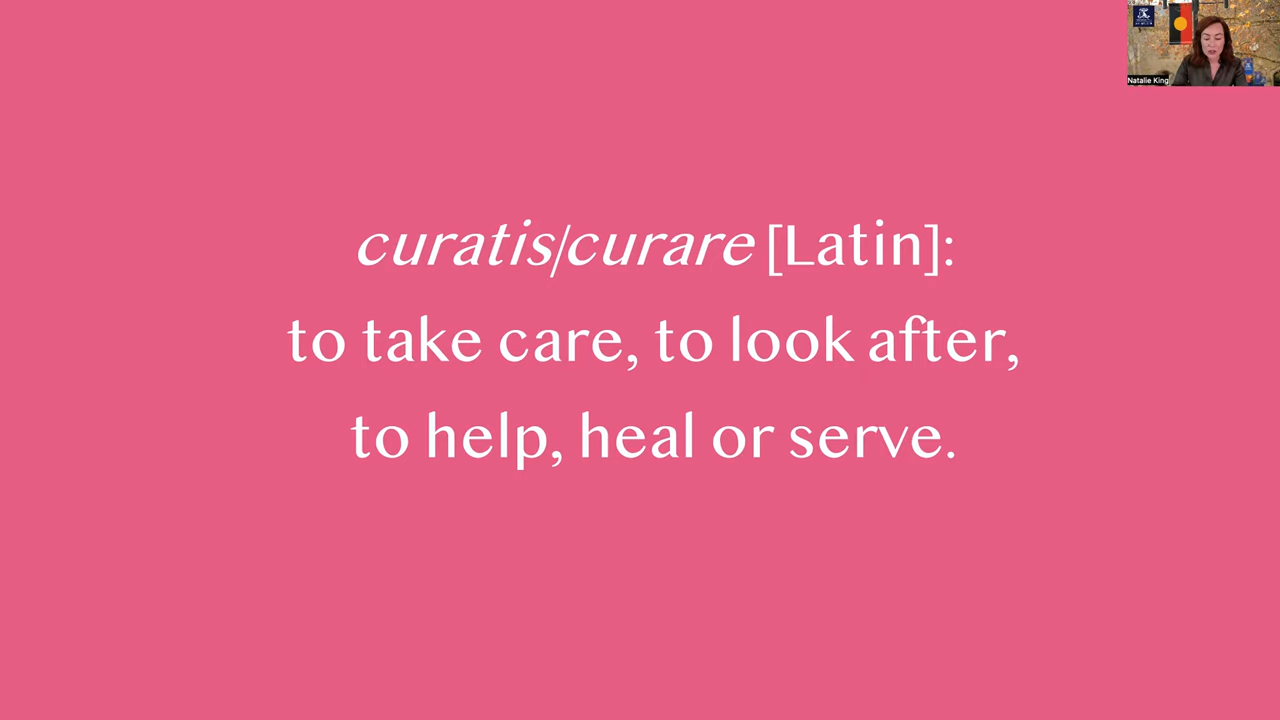 Natalie King
curatis/curare [Latin]:
to take care, to look after,
to help, heal or serve.